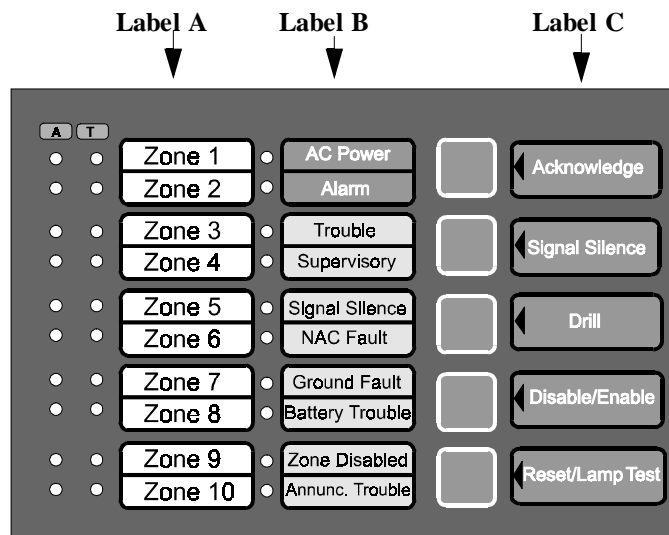 Label A Label B Label C
A T
Zone 1 AC Power
Zone 2 Alarm
Acknowledge
Zone 3 Trouble
Zone 4 Supervisory
Signal Silence
Zone 5 Signal Silence
Zone 6 NAC Fault
Drill
Zone 7 Ground Fault
Zone 8 Battery Trouble
Disable/Enable
Zone 9 Zone Disabled
Zone 10 Annunc. Trouble
Reset/Lamp Test